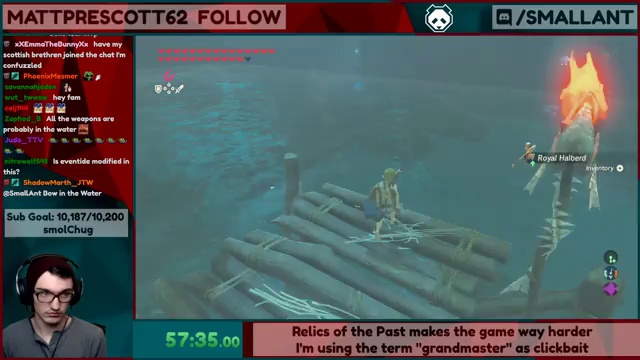 MATTPRESCOTT62 FOLLOW
/SMALLANT
xXEmmaTheBunnyXx have my
scottish brethren joined the chat I'm
confuzzled
PhoenixMesmer
savannahjadex
wut_twwow hey fam
Zaphod_B All the weapons are
probably in the water
Judo_TTV
nitrowolf545 Is eventide modified in
this?
ShadowMarth_JTW
@SmallAnt Bow in the Water
Royal Halberd
Inventory
Sub Goal: 10,187/10,200
smolChug
57:35.00
Relics of the Past makes the game way harder
I'm using the term "grandmaster" as clickbait